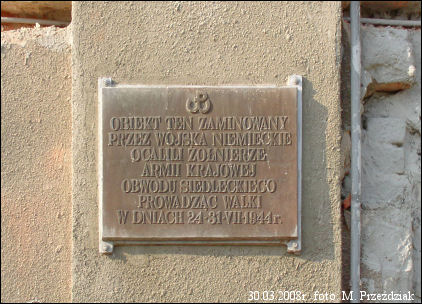 OBIEKT TEN ZAMINOWANY
PRZEZ WOJSKA NIEMIECKIE
OCALILI ŻOŁNIERZE
ARMII KRAJOWEJ
OBWODU SIEDLECKIEGO
PROWADZĄC WALKI
W DNIACH 24-31·VII·1944 r.
30.03.2008r. foto M. Przeździak